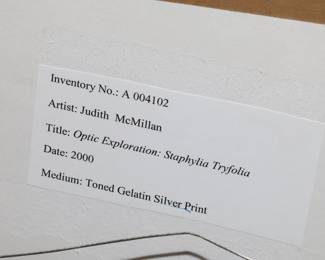 Inventory No.: A 004102
Artist: Judith McMillan
Title: Optic Exploration: Staphylia Tryfolia
Date: 2000
Medium: Toned Gelatin Silver Print